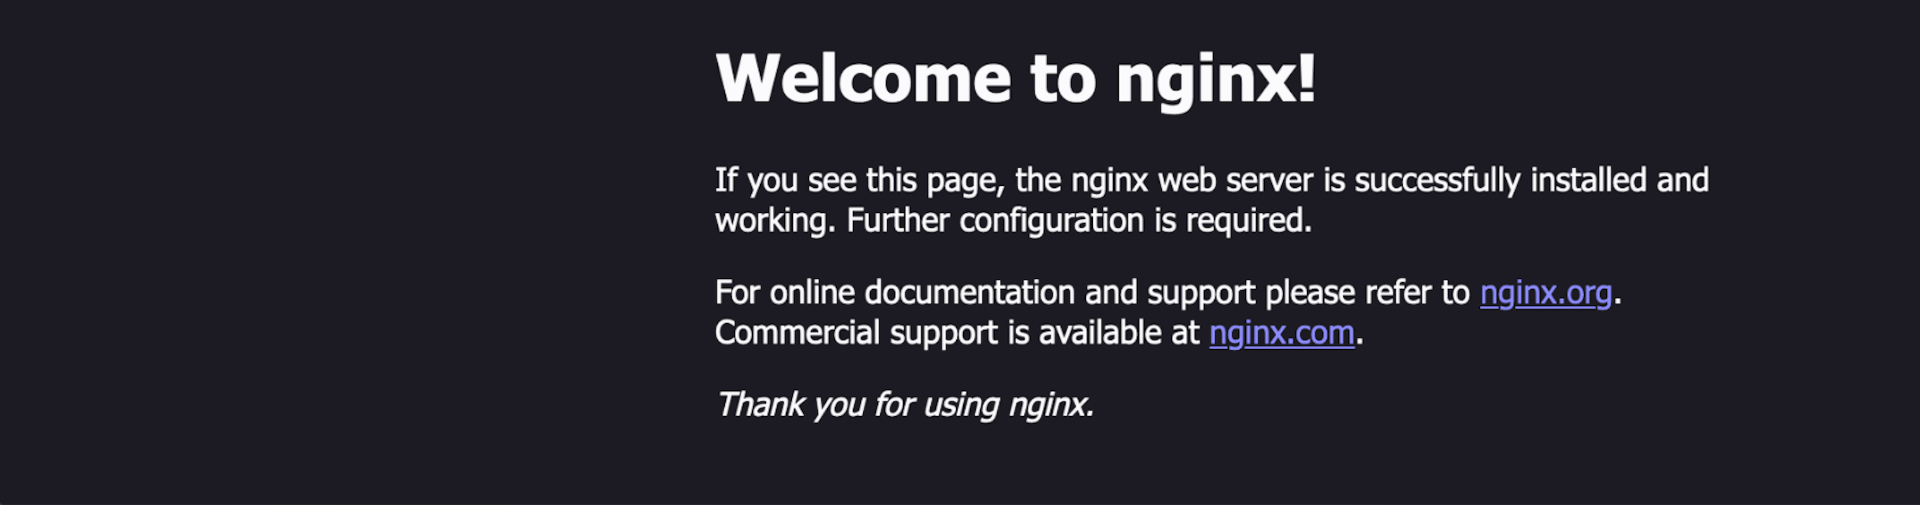 Welcome to nginx!
If you see this page, the nginx web server is successfully installed and
working. Further configuration is required.
For online documentation and support please refer to nginx.org.
Commercial support is available at nginx.com.
Thank you for using nginx.